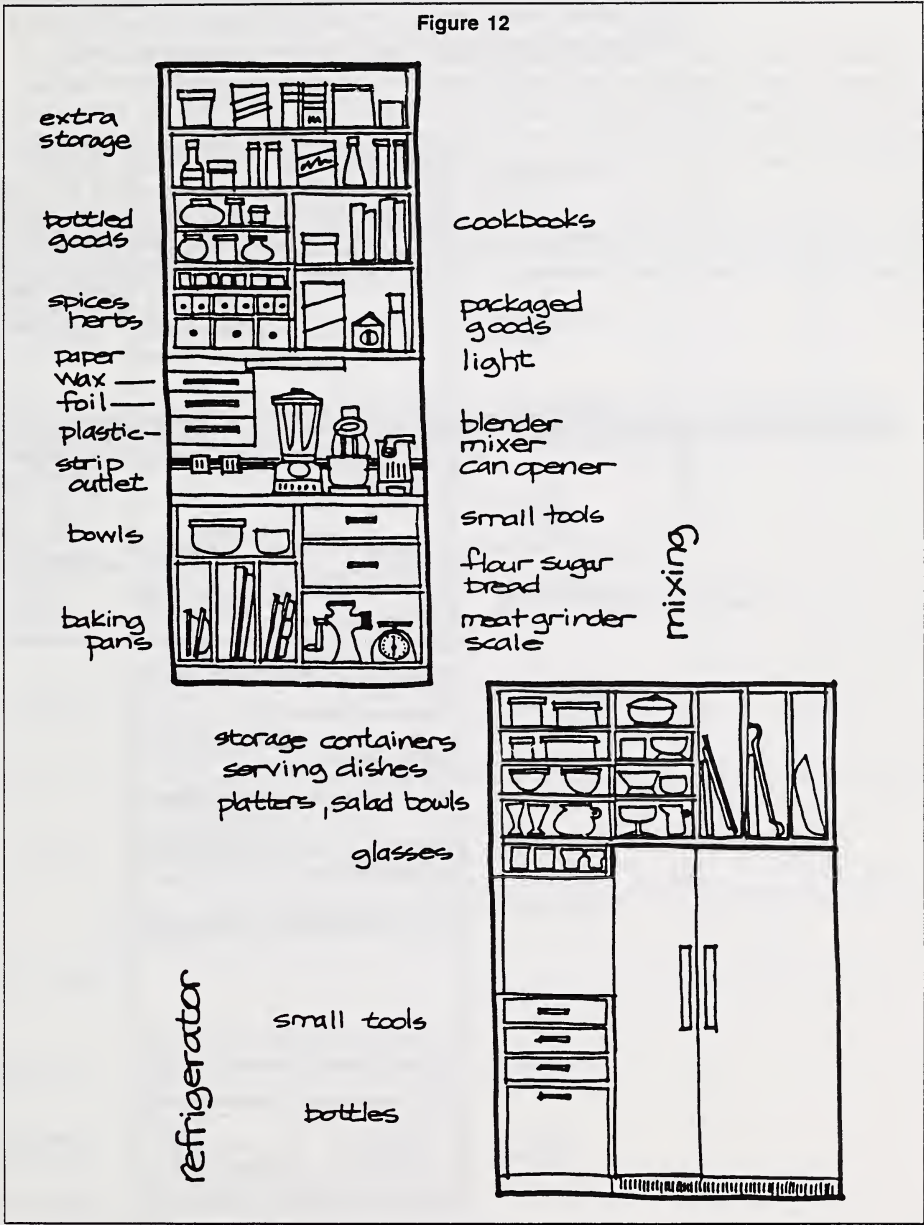 Figure 12
extra
storage
bottled
goods
spices
herbs
paper
wax
foil
plastic
strip
outlet
bowls
baking
pans
cookbooks
packaged
goods
light
blender
mixer
can opener
small tools
flour sugar
bread
meat grinder
scale
mixing
storage containers
serving dishes
platters, salad bowls
glasses
small tools
bottles
refrigerator